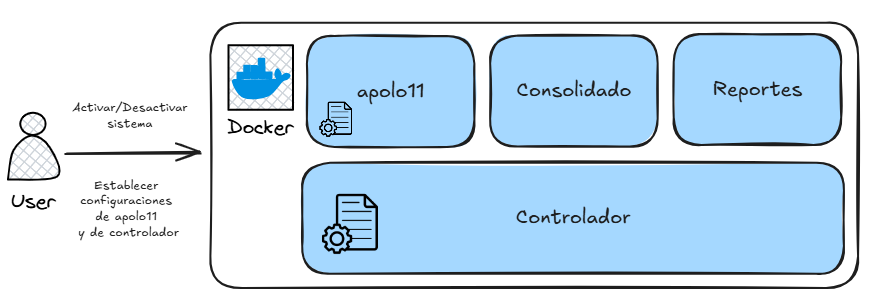 Activar/Desactivar
sistema
User
Establecer
configuraciones
de apolo11
y de controlador
Docker
apolo11
Consolidado
Reportes
Controlador